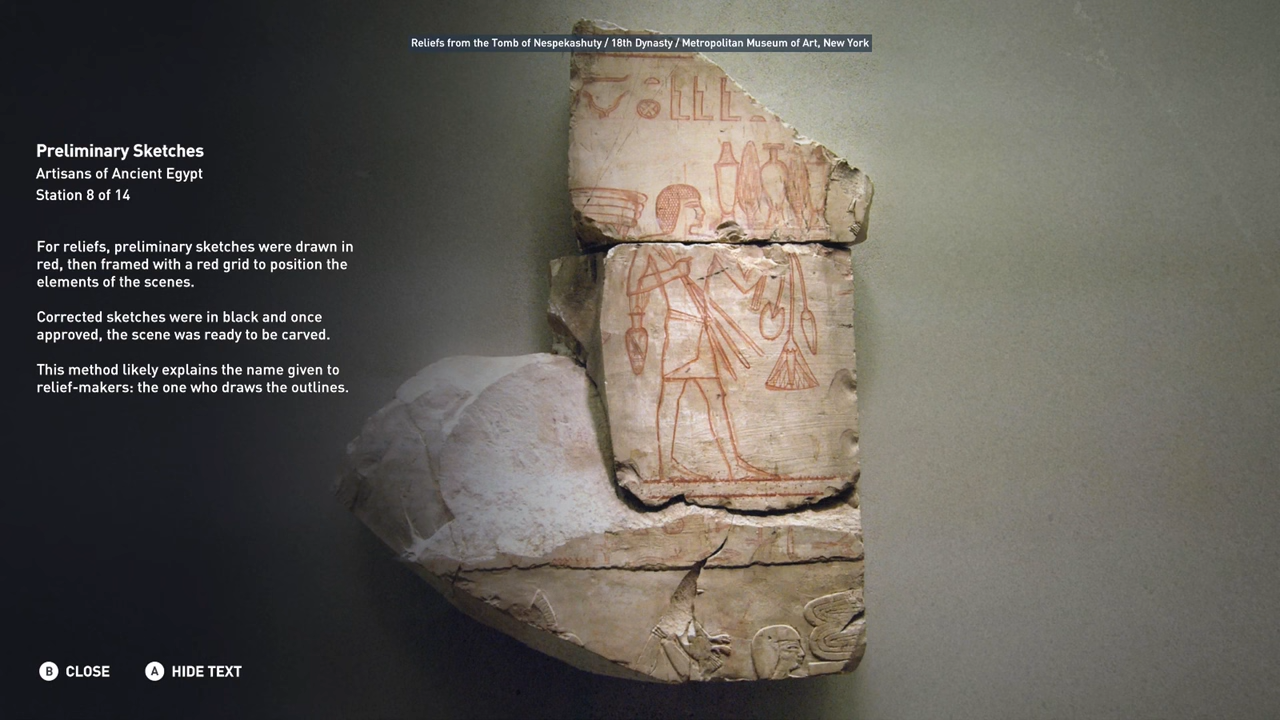 Reliefs from the Tomb of Nespekashuty / 18th Dynasty / Metropolitan Museum of Art, New York
Preliminary Sketches
Artisans of Ancient Egypt
Station 8 of 14
For reliefs, preliminary sketches were drawn in
red, then framed with a red grid to position the
elements of the scenes.
Corrected sketches were in black and once
approved, the scene was ready to be carved.
This method likely explains the name given to
relief-makers: the one who draws the outlines.
B CLOSE A HIDE TEXT